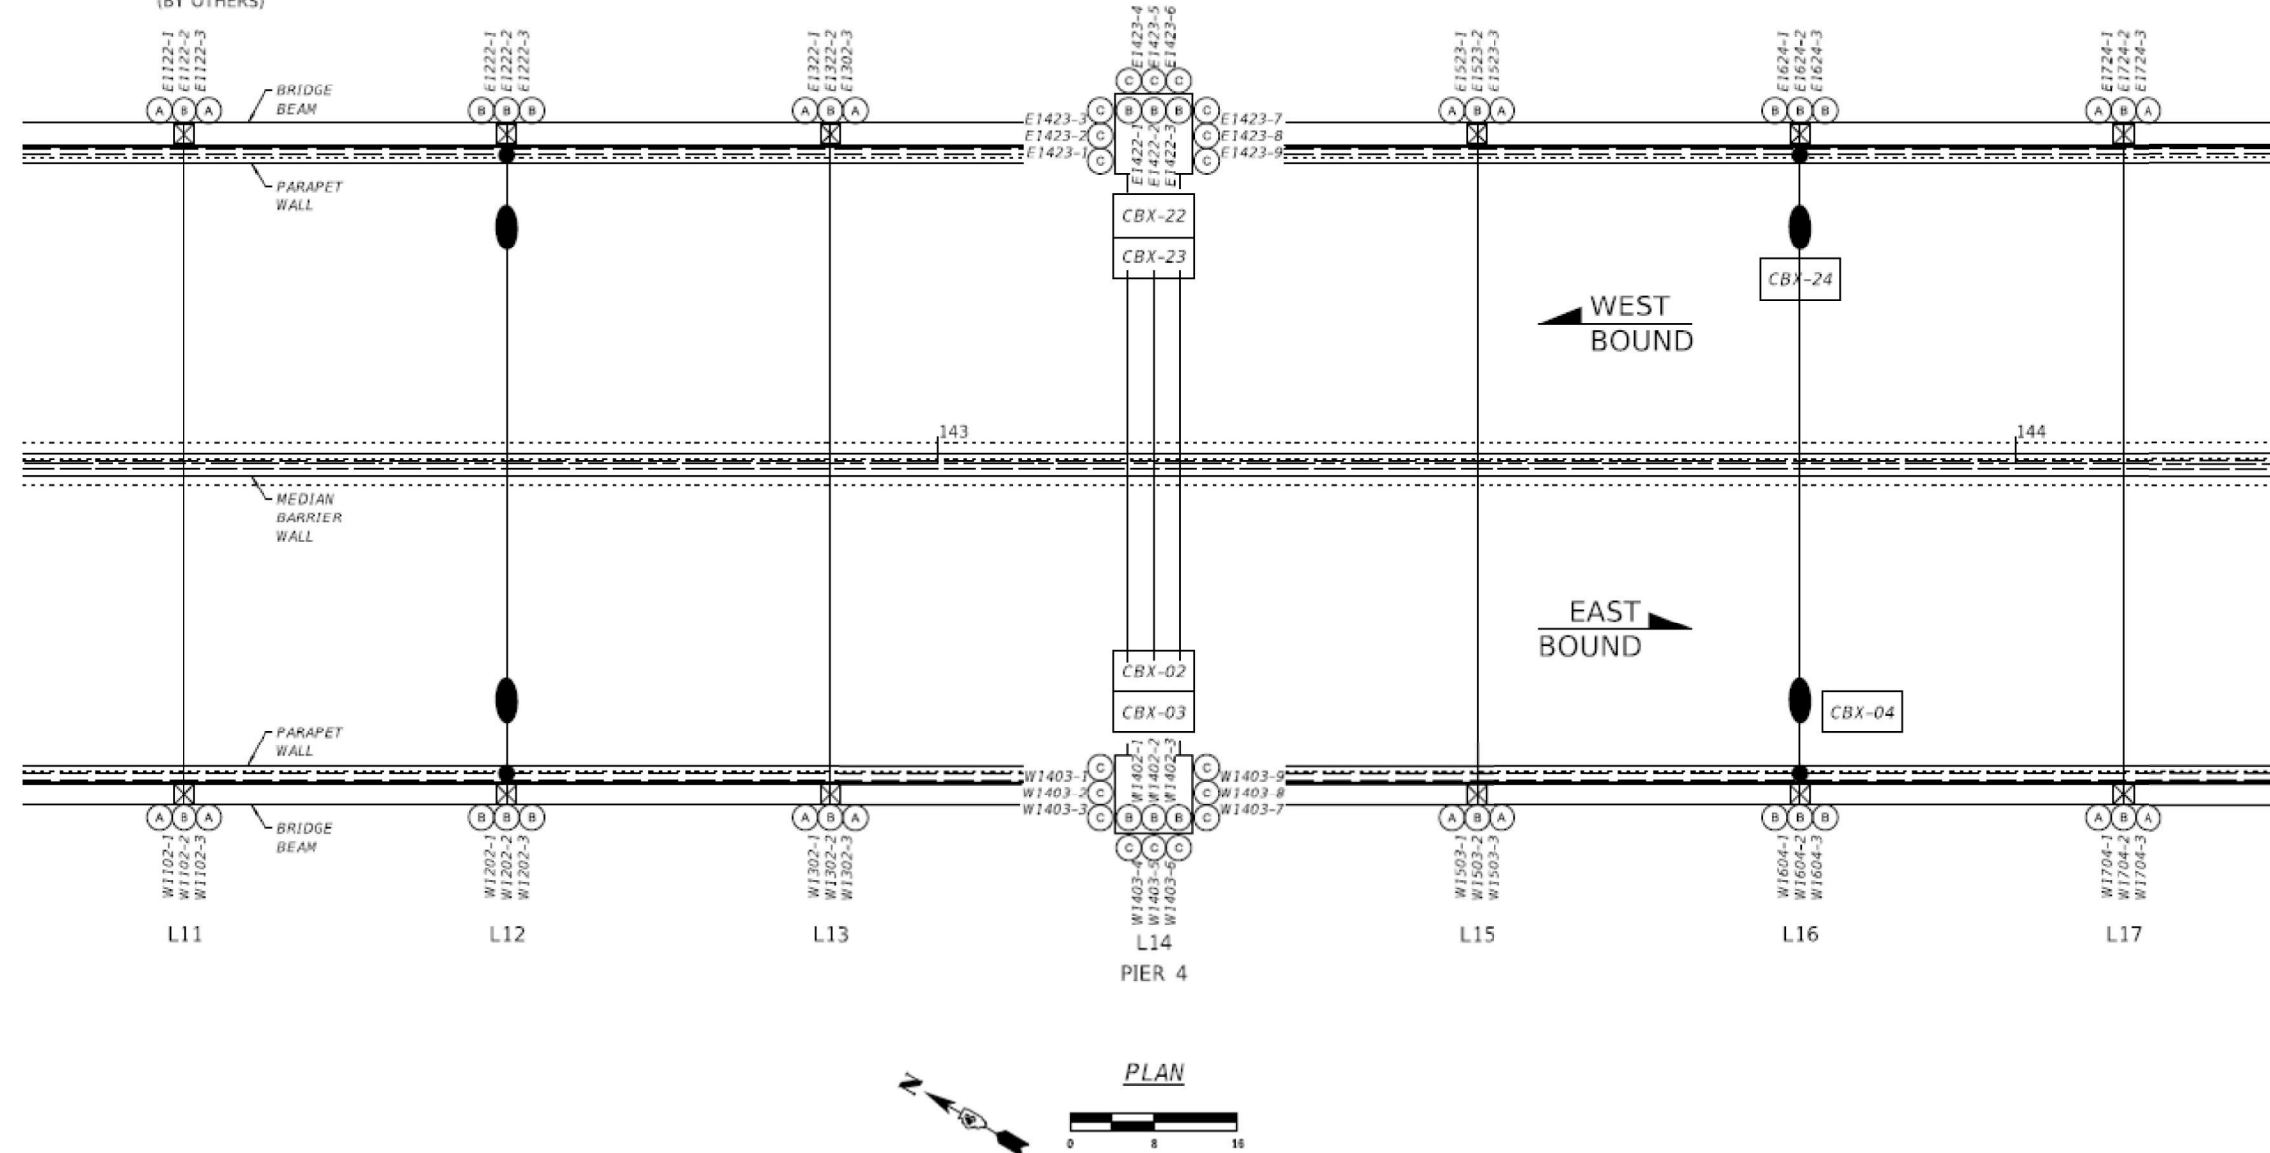 (BY OTHERS)
E1122-1
E1122-2
E1122-3
E1222-1
E1222-2
E1222-3
E1322-1
E1322-2
E1302-3
E1423-4
E1423-5
E1423-6
E1523-1
E1523-2
E1523-3
E1624-1
E1624-2
E1624-3
E1724-1
E1724-2
E1724-3
C C C
A B A
B B B
A B A
C B B B C
A B A
B B B
A B A
BRIDGE
BEAM
E1423-3
E1423-2
E1423-1
C
C
E1422-1
E1422-2
E1422-3
C
C
E1423-7
E1423-8
E1423-9
PARAPET
WALL
CBX-22
CBX-23
CBX-24
WEST
BOUND
143
144
MEDIAN
BARRIER
WALL
EAST
BOUND
CBX-02
CBX-03
CBX-04
PARAPET
WALL
W1403-1
W1403-2
W1403-3
C
C
W1402-1
W1402-2
W1402-3
C
C
W1403-9
W1403-8
W1403-7
A B A
B B B
A B A
C B B B C
A B A
B B B
A B A
BRIDGE
BEAM
C C C
W1102-1
W1102-2
W1102-3
W1202-1
W1202-2
W1202-3
W1302-1
W1302-2
W1302-3
W1403-4
W1403-5
W1403-6
W1503-1
W1503-2
W1503-3
W1604-1
W1604-2
W1604-3
W1704-1
W1704-2
W1704-3
L11
L12
L13
L14
PIER 4
L15
L16
L17
PLAN
N
0 8 16